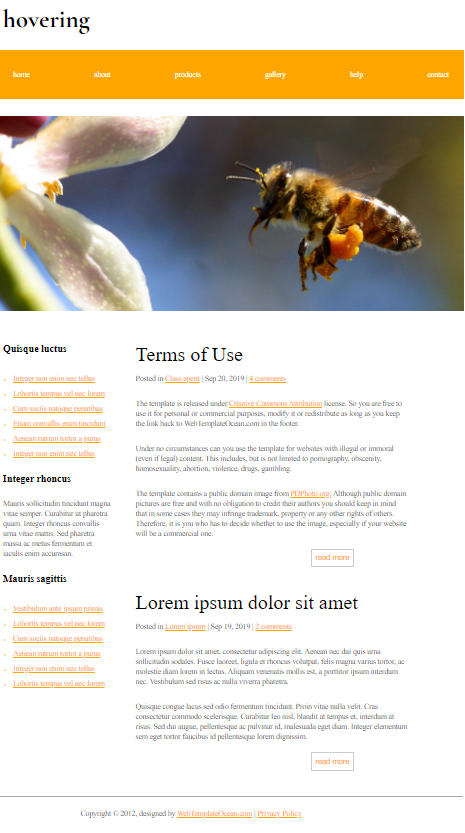 hovering
home about products gallery help contact
Quisque luctus
Integer non enim nec tellus
Lobortis tempus vel nec lorem
Cum sociis natoque penatibus
Etiam convallis enim tincidunt
Aenean rutrum tortor a purus
Integer non enim nec tellus
Integer rhoncus
Mauris sollicitudin tincidunt magna
vitae semper. Curabitur ut pharetra
quam. Integer rhoncus convallis
urna vitae mattis. Sed pharetra
massa ac metus fermentum et
iaculis enim accumsan.
Mauris sagittis
Vestibulum ante ipsum primis
Lobortis tempus vel nec lorem
Cum sociis natoque penatibus
Aenean rutrum tortor a purus
Integer non enim nec tellus
Lobortis tempus vel nec lorem
Terms of Use
Posted in Class aptent | Sep 20, 2019 | 4 comments
The template is released under Creative Commons Attribution license. So you are free to
use it for personal or commercial purposes, modify it or redistribute as long as you keep
the link back to WebTemplateOcean.com in the footer.
Under no circumstances can you use the template for websites with illegal or immoral
(even if legal) content. This includes, but is not limited to pornography, obscenity,
homosexuality, abortion, violence, drugs, gambling.
The template contains a public domain image from PDPhoto.org. Although public domain
pictures are free and with no obligation to credit their authors you should keep in mind
that in some cases they may infringe trademark, property or any other rights of others.
Therefore, it is you who has to decide whether to use the image, especially if your website
will be a commercial one.
read more
Lorem ipsum dolor sit amet
Posted in Lorem ipsum | Sep 19, 2019 | 2 comments
Lorem ipsum dolor sit amet, consectetur adipiscing elit. Aenean nec dui quis urna
sollicitudin sodales. Fusce laoreet, ligula et rhoncus volutpat, felis magna varius tortor, ac
molestie diam lorem in lectus. Aliquam venenatis mollis est, a porttitor ipsum interdum
nec. Vestibulum sed risus ac nulla viverra pharetra.
Quisque congue lacus sed odio fermentum tincidunt. Proin vitae nulla velit. Cras
consectetur commodo scelerisque. Curabitur leo nisl, blandit at tempus et, interdum at
risus. Sed dui augue, pellentesque ac pulvinar id, malesuada eget diam. Integer elementum
sem eget tortor faucibus id pellentesque lorem dignissim.
read more
Copyright © 2012, designed by WebTemplateOcean.com | Privacy Policy